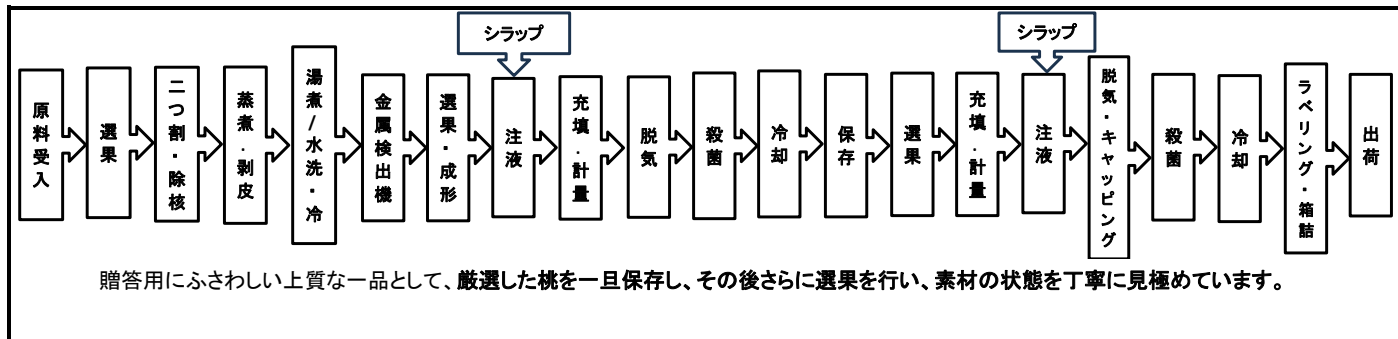 シラップ
シラップ
原料受入
選果
二つ割・除核
蒸煮．剥皮
湯煮/水洗・冷
金属検出機
選果・成形
注液
充填．計量
脱気
殺菌
冷却
保存
選果
充填．計量
注液
脱気・キャッピング
殺菌
冷却
ラベリング・箱詰
出荷
贈答用にふさわしい上質な一品として、厳選した桃を一旦保存し、その後さらに選果を行い、素材の状態を丁寧に見極めています。